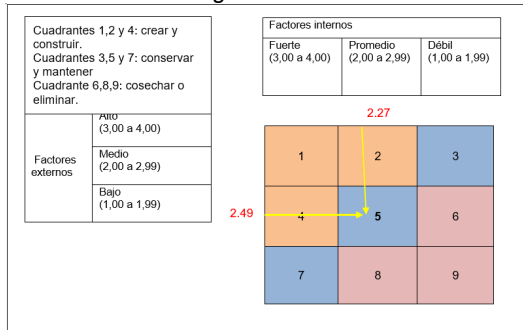 Cuadrantes 1,2 y 4: crear y
construir.
Cuadrantes 3,5 y 7: conservar
y mantener
Cuadrante 6,8,9: cosechar o
eliminar.
Factores internos
Fuerte
(3,00 a 4,00)
Promedio
(2,00 a 2,99)
Débil
(1,00 a 1,99)
Factores
externos
Alto
(3,00 a 4,00)
Medio
(2,00 a 2,99)
Bajo
(1,00 a 1,99)
2.27
2.49
1 2 3
4 5 6
7 8 9